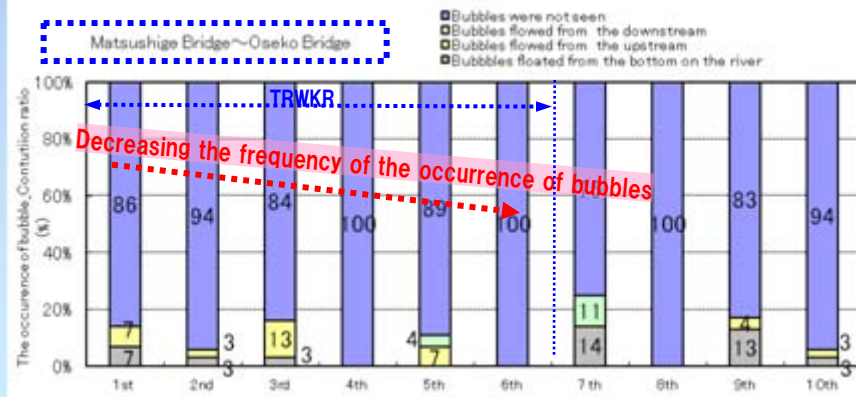 Matsushige Bridge~Oseko Bridge
Bubbles were not seen
Bubbles flowed from the downstream
Bubbles flowed from the upstream
Bubbbles floated from the bottom on the river
The occurence of bubble_Contution ratio
(%)
100%
80%
60%
40%
20%
0%
TRWKR
Decreasing the frequency of the occurrence of bubbles
86 94 84 100 89 100 100 83 94
7 3 13 4 11 4 3
7 3 3 7 14 13 3
1st 2nd 3rd 4th 5th 6th 7th 8th 9th 10th